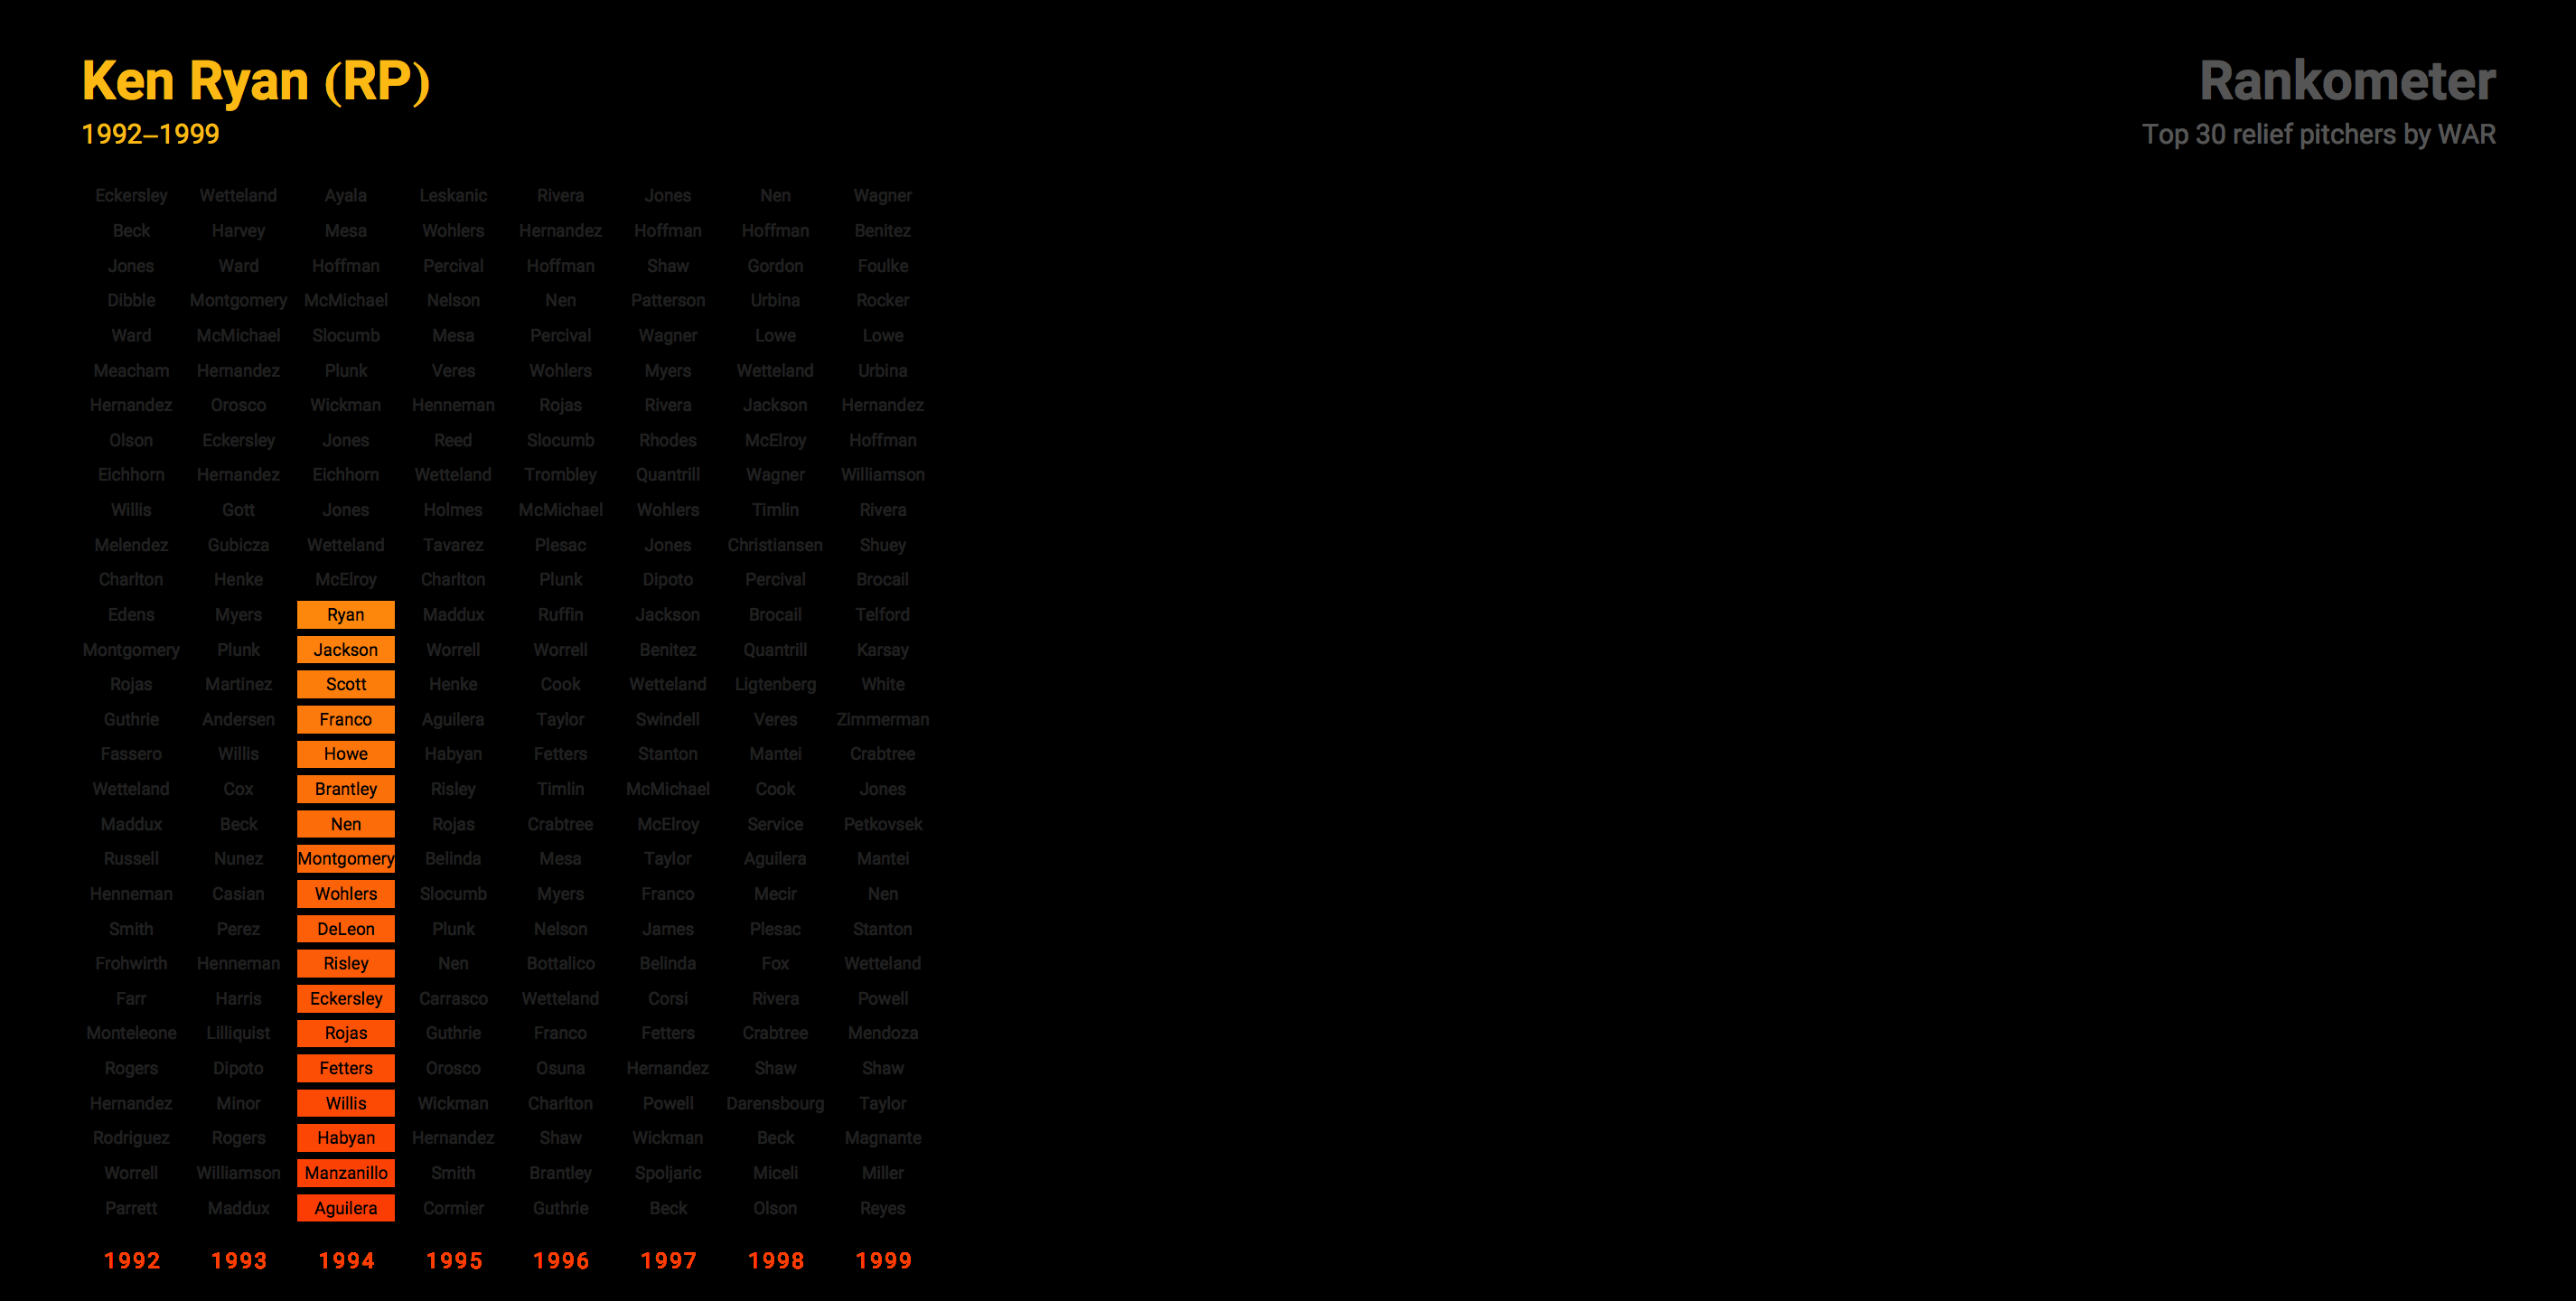 Ken Ryan (RP)
1992–1999
Rankometer
Top 30 relief pitchers by WAR
Eckersley Wetteland Ayala Leskanic Rivera Jones Nen Wagner
Beck Harvey Mesa Wohlers Hernandez Hoffman Hoffman Benitez
Jones Ward Hoffman Percival Hoffman Shaw Gordon Foulke
Dibble Montgomery McMichael Nelson Nen Patterson Urbina Rocker
Ward McMichael Slocumb Mesa Percival Wagner Lowe Lowe
Meacham Hernandez Plunk Veres Wohlers Myers Wetteland Urbina
Hernandez Orosco Wickman Henneman Rojas Rivera Jackson Hernandez
Olson Eckersley Jones Reed Slocumb Rhodes McElroy Hoffman
Eichhorn Hernandez Eichhorn Wetteland Trombley Quantrill Wagner Williamson
Willis Gott Jones Holmes McMichael Wohlers Timlin Rivera
Melendez Gubicza Wetteland Tavarez Plesac Jones Christiansen Shuey
Charlton Henke McElroy Charlton Plunk Dipoto Percival Brocail
Edens Myers Ryan Maddux Ruffin Jackson Brocail Telford
Montgomery Plunk Jackson Worrell Worrell Benitez Quantrill Karsay
Rojas Martinez Scott Henke Cook Wetteland Ligtenberg White
Guthrie Andersen Franco Aguilera Taylor Swindell Veres Zimmerman
Fassero Willis Howe Habyan Fetters Stanton Mantei Crabtree
Wetteland Cox Brantley Risley Timlin McMichael Cook Jones
Maddux Beck Nen Rojas Crabtree McElroy Service Petkovsek
Russell Nunez Montgomery Belinda Mesa Taylor Aguilera Mantei
Henneman Casian Wohlers Slocumb Myers Franco Mecir Nen
Smith Perez DeLeon Plunk Nelson James Plesac Stanton
Frohwirth Henneman Risley Nen Bottalico Belinda Fox Wetteland
Farr Harris Eckersley Carrasco Wetteland Corsi Rivera Powell
Monteleone Lilliquist Rojas Guthrie Franco Fetters Crabtree Mendoza
Rogers Dipoto Fetters Orosco Osuna Hernandez Shaw Shaw
Hernandez Minor Willis Wickman Charlton Powell Darensbourg Taylor
Rodriguez Rogers Habyan Hernandez Shaw Wickman Beck Magnante
Worrell Williamson Manzanillo Smith Brantley Spoljaric Miceli Miller
Parrett Maddux Aguilera Cormier Guthrie Beck Olson Reyes
1992 1993 1994 1995 1996 1997 1998 1999